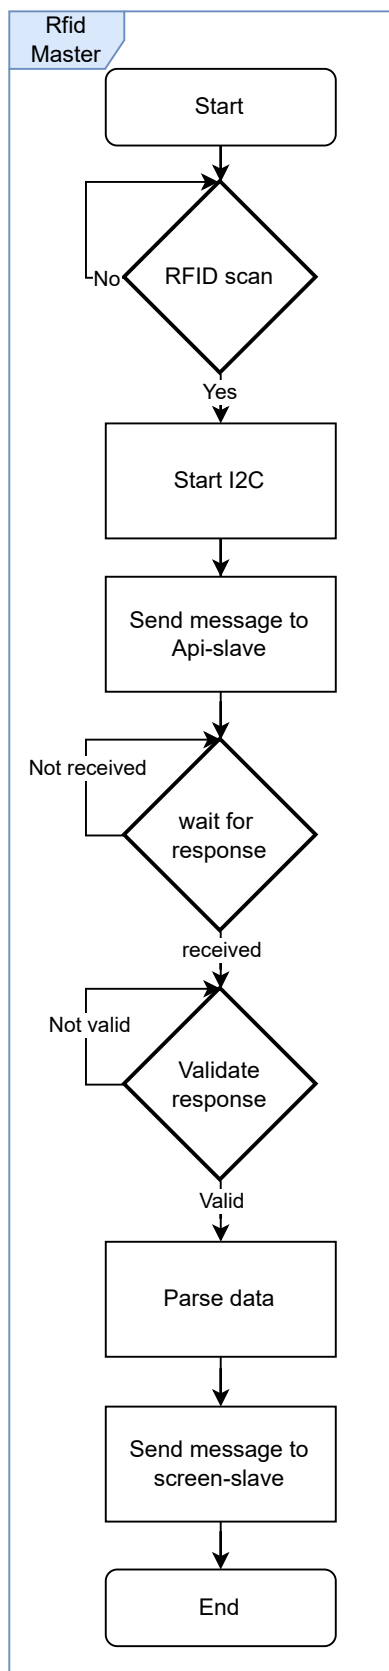 Rfid
Master
Start
RFID scan
No
Yes
Start I2C
Send message to
Api-slave
Not received
wait for
response
received
Not valid
Validate
response
Valid
Parse data
Send message to
screen-slave
End